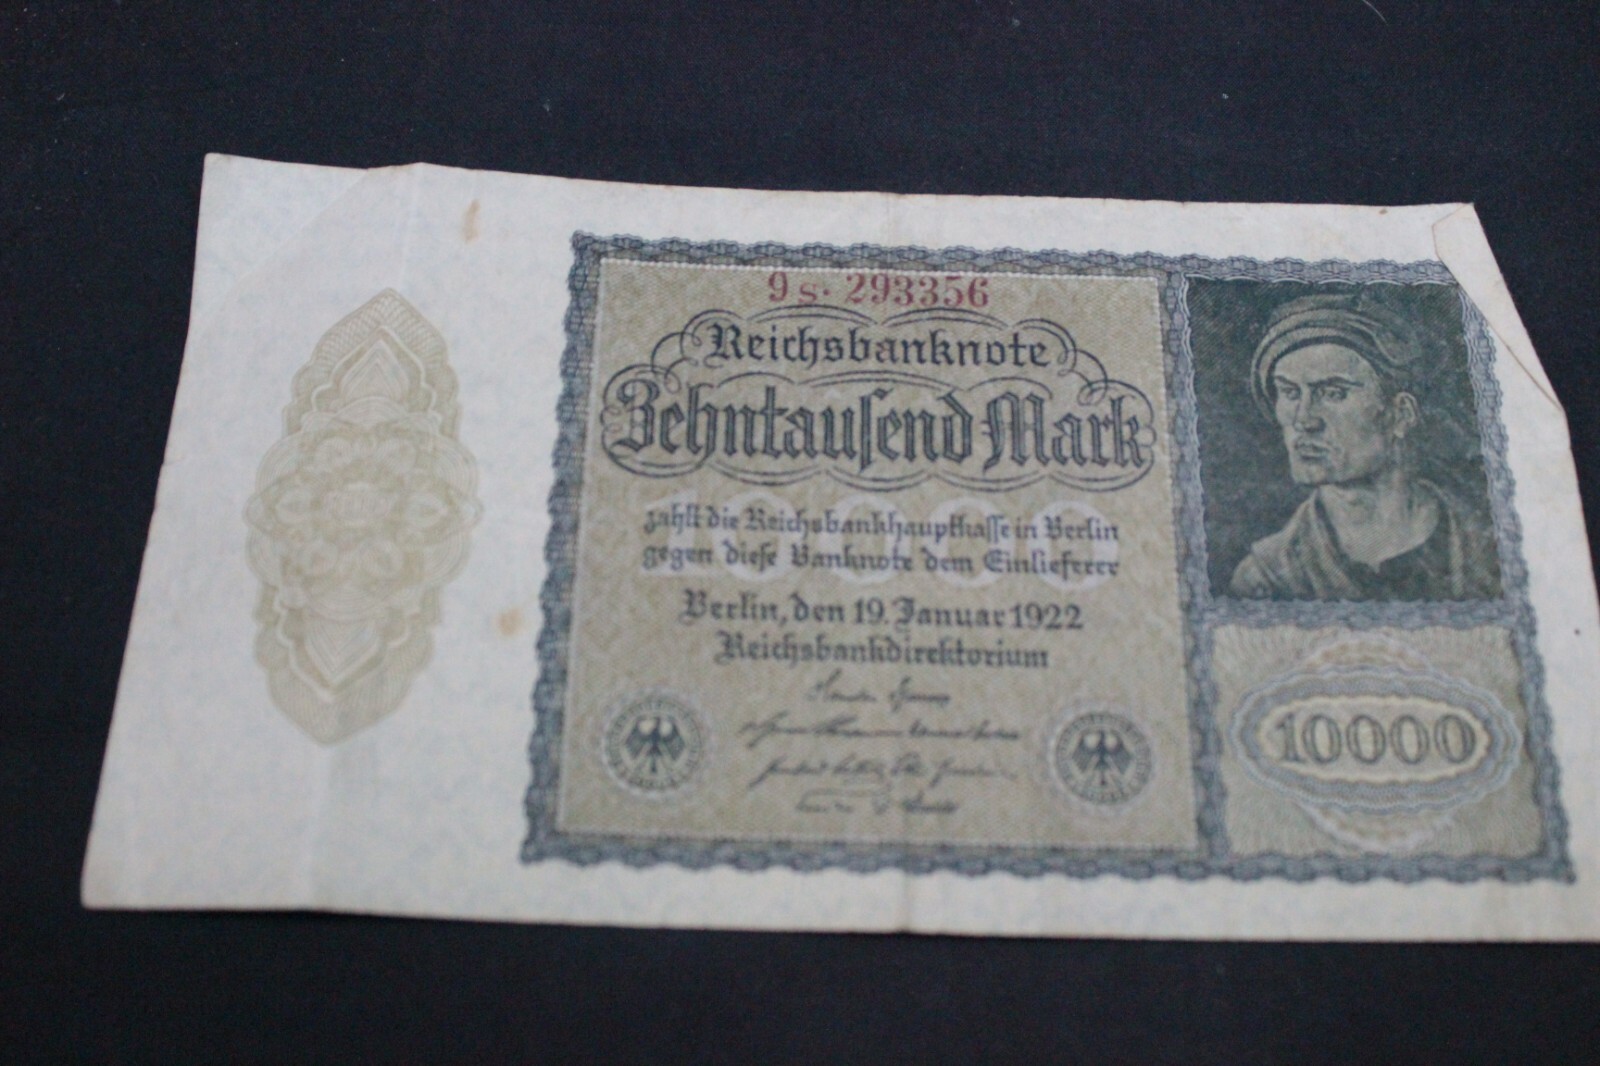 9 s · 293356
Reichsbanknote
Zehntauſend Mark
10000
zahlt die Reichsbankhauptkaſſe in Berlin
gegen dieſe Banknote dem Einlieferer
Berlin, den 19. Januar 1922
Reichsbankdirektorium
10000